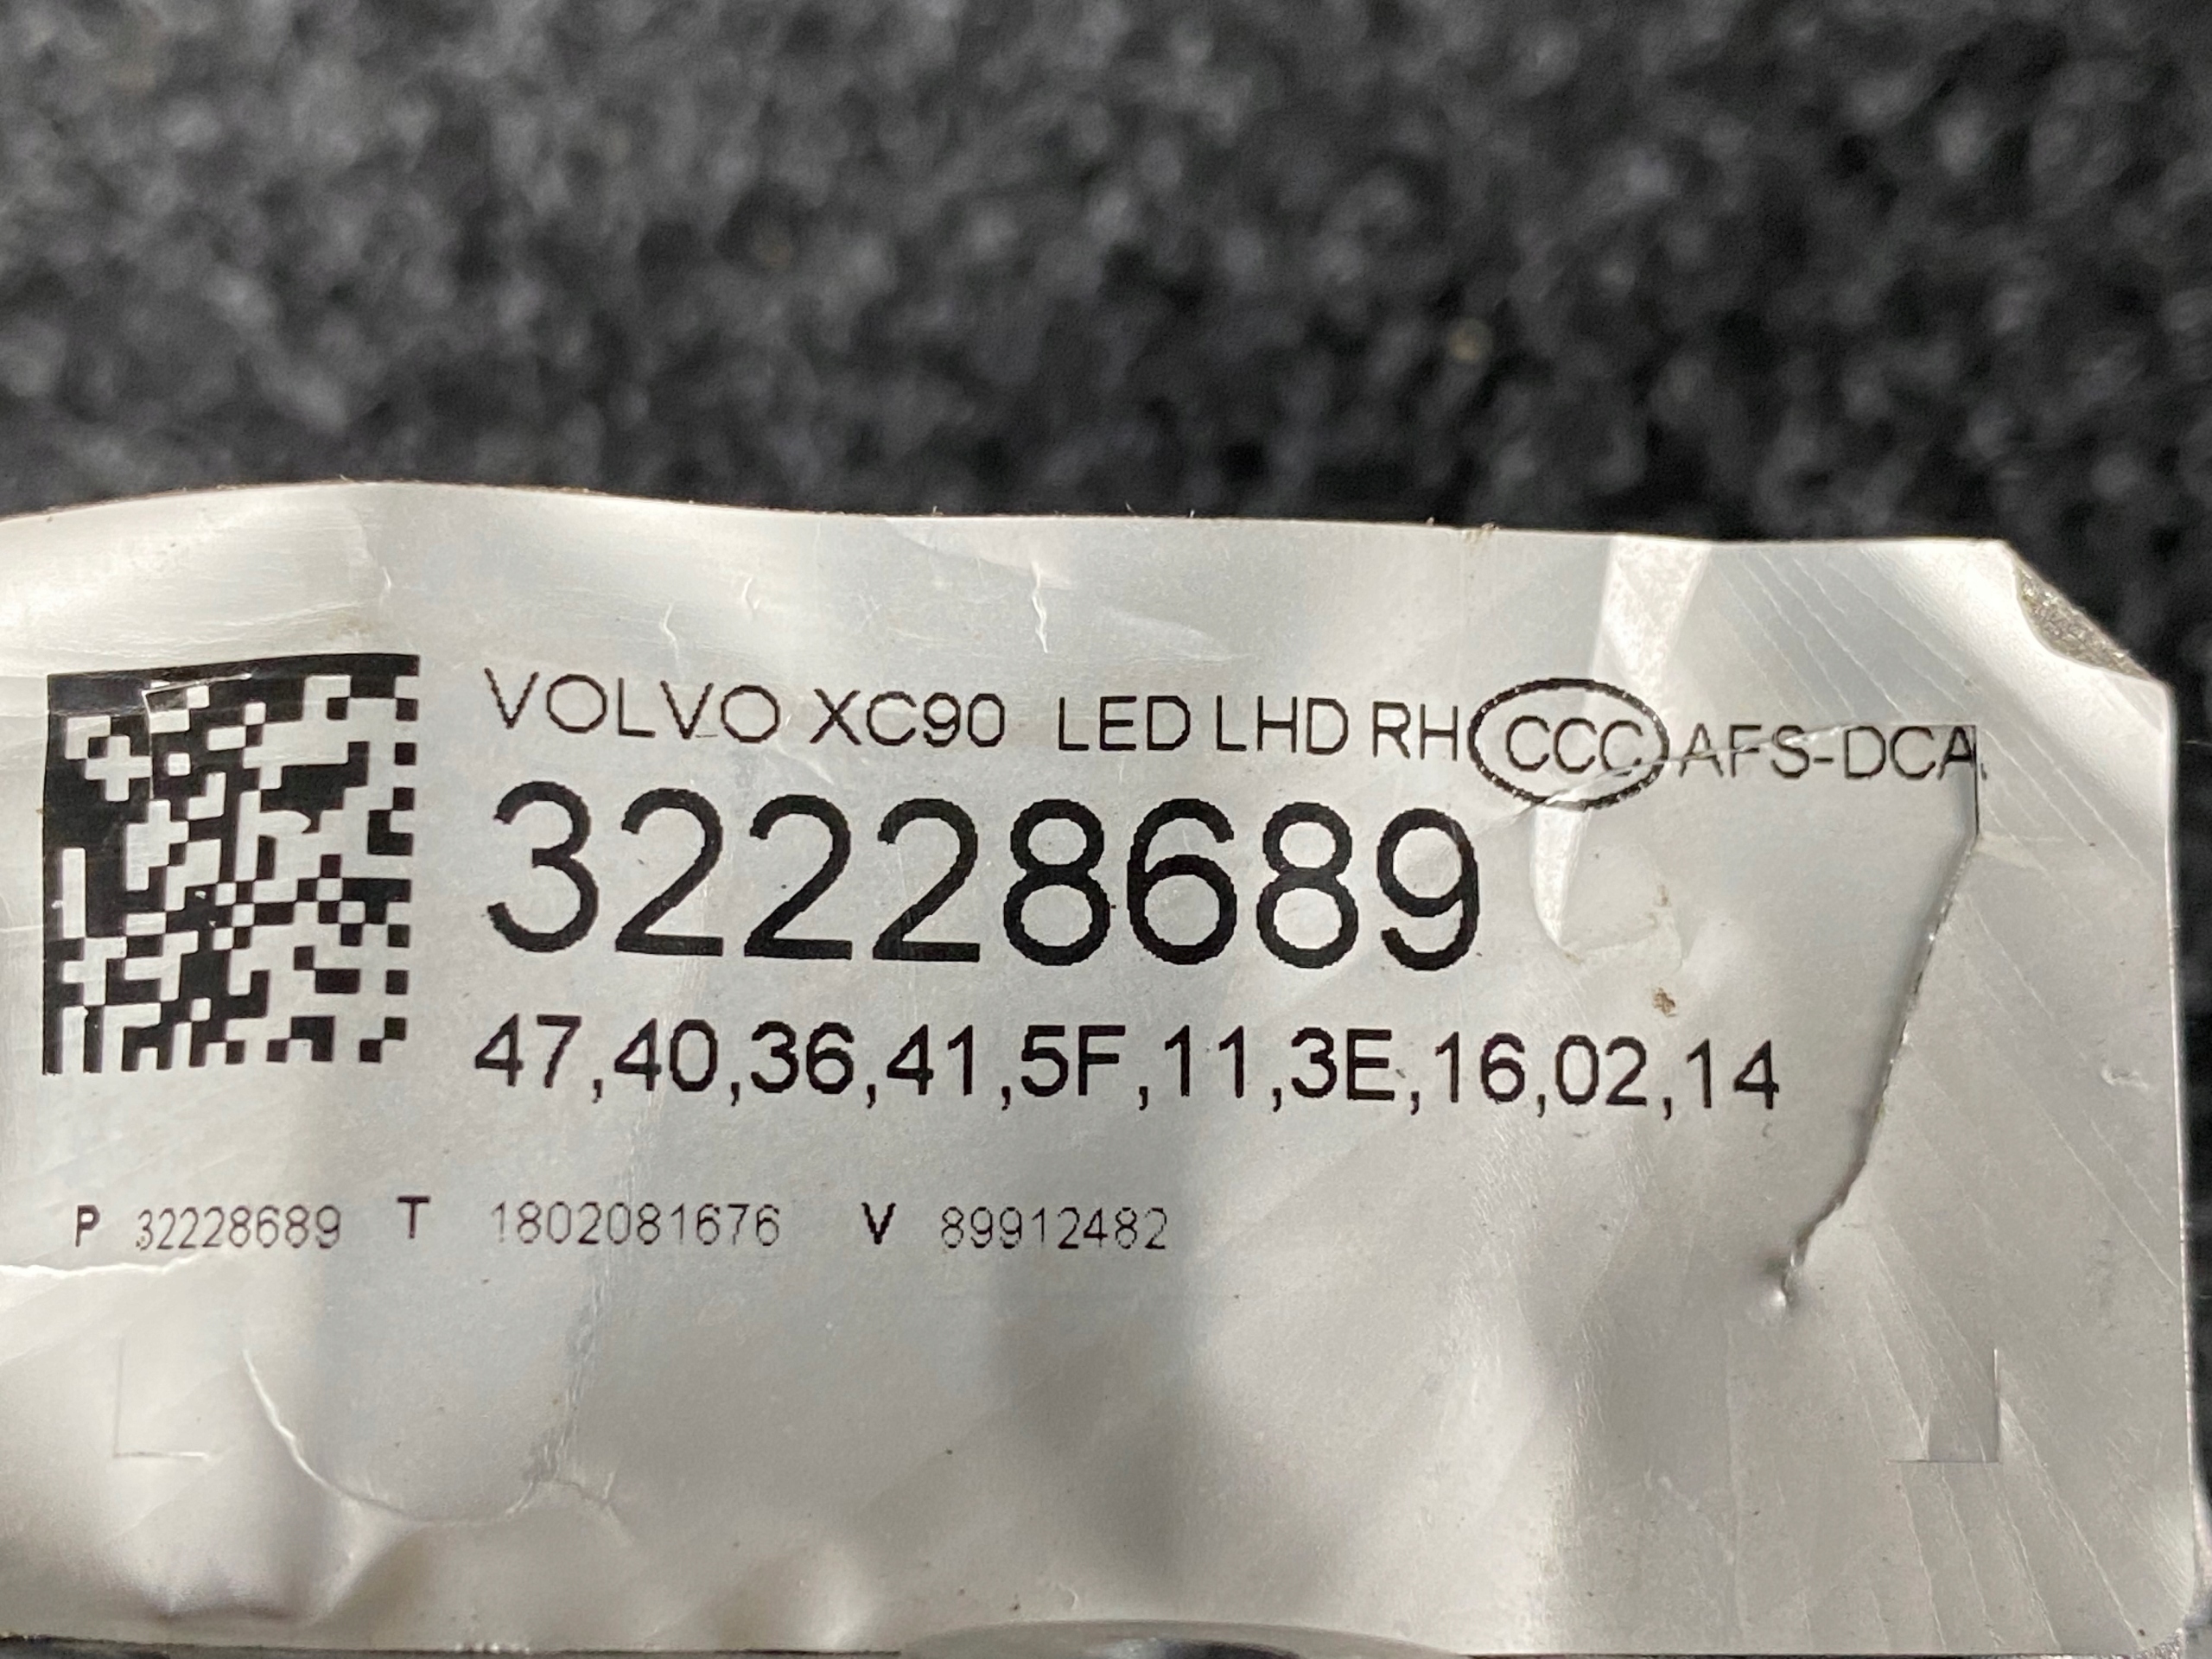 VOLVO XC90 LED LHD RH CCC AFS-DCA
32228689
47,40,36,41,5F,11,3E,16,02,14
P 32228689 T 1802081676 V 89912482